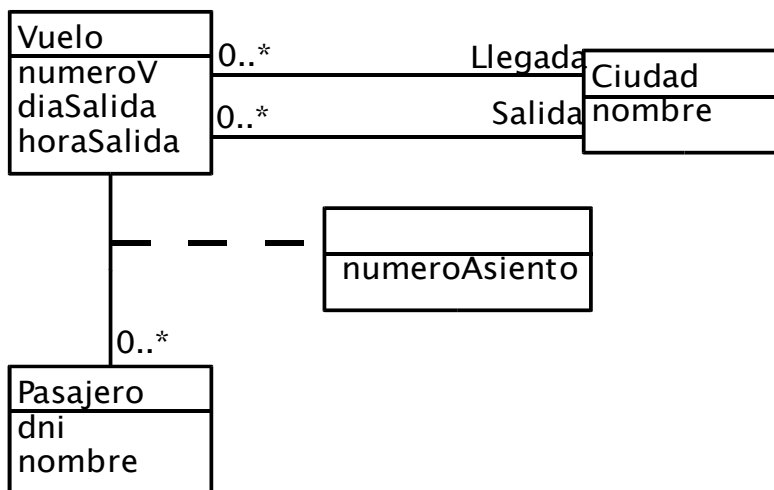 Vuelo
numeroV
diaSalida
horaSalida
0..*
Llegada
0..*
Salida
Ciudad
nombre
numeroAsiento
0..*
Pasajero
dni
nombre